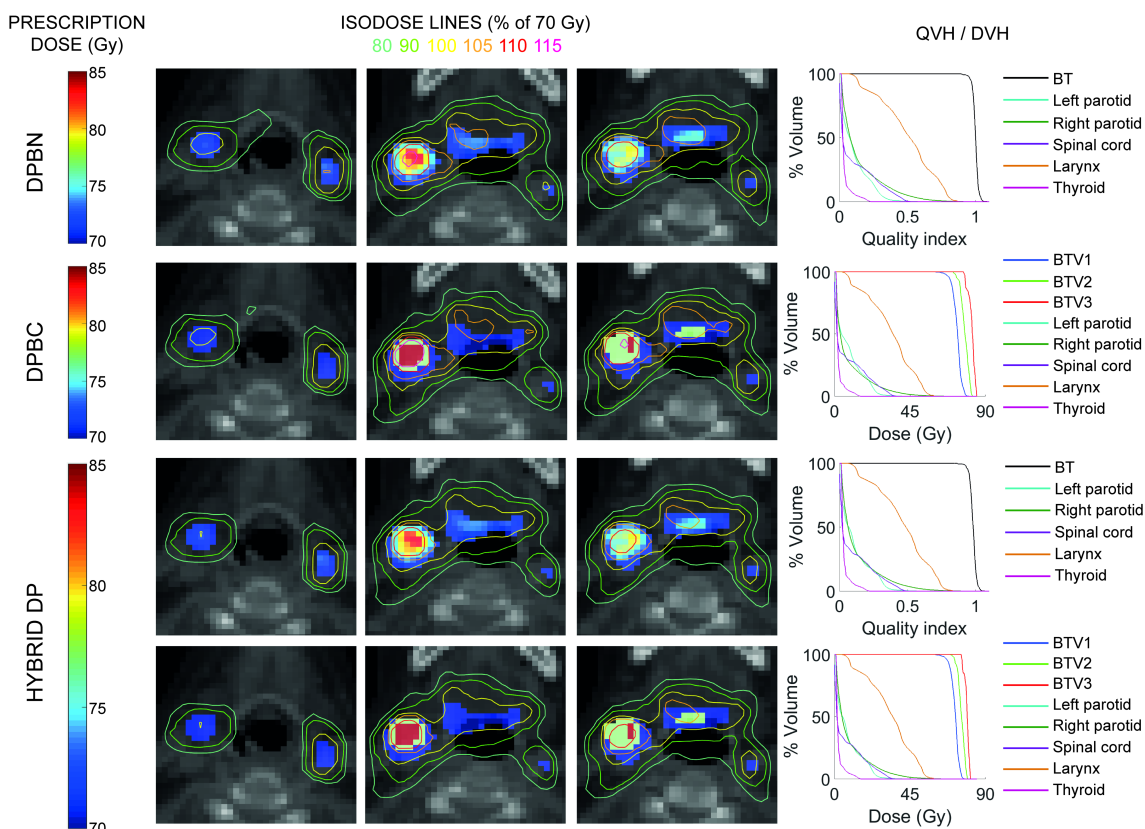 PRESCRIPTION
DOSE (Gy)
ISODOSE LINES (% of 70 Gy)
80 90 100 105 110 115
QVH / DVH
DPBN
85
80
75
70
% Volume
100
50
0
0
0.5
1
Quality index
BT
Left parotid
Right parotid
Spinal cord
Larynx
Thyroid
DPBC
85
80
75
70
% Volume
100
50
0
0
45
90
Dose (Gy)
BTV1
BTV2
BTV3
Left parotid
Right parotid
Spinal cord
Larynx
Thyroid
HYBRID DP
85
80
75
70
% Volume
100
50
0
0
0.5
1
Quality index
BT
Left parotid
Right parotid
Spinal cord
Larynx
Thyroid
% Volume
100
50
0
0
45
90
Dose (Gy)
BTV1
BTV2
BTV3
Left parotid
Right parotid
Spinal cord
Larynx
Thyroid